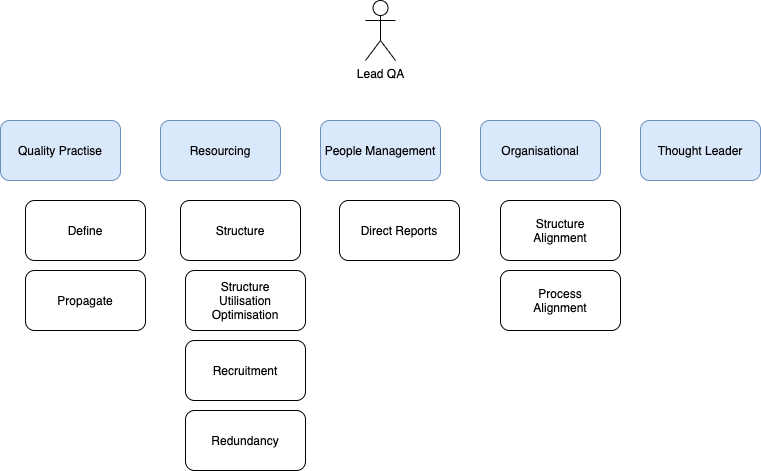 Lead QA
Quality Practise
Resourcing
People Management
Organisational
Thought Leader
Define
Structure
Direct Reports
Structure
Alignment
Propagate
Structure
Utilisation
Optimisation
Process
Alignment
Recruitment
Redundancy